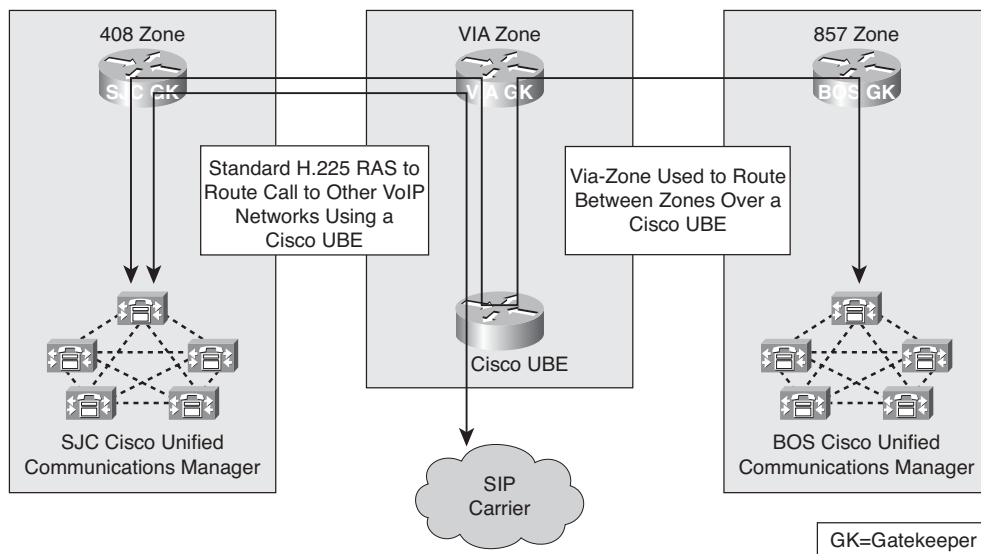 408 Zone
VIA Zone
857 Zone
SJC GK
VIA GK
BOS GK
Standard H.225 RAS to
Route Call to Other VoIP
Networks Using a
Cisco UBE
Via-Zone Used to Route
Between Zones Over a
Cisco UBE
Cisco UBE
SJC Cisco Unified
Communications Manager
BOS Cisco Unified
Communications Manager
SIP
Carrier
GK=Gatekeeper